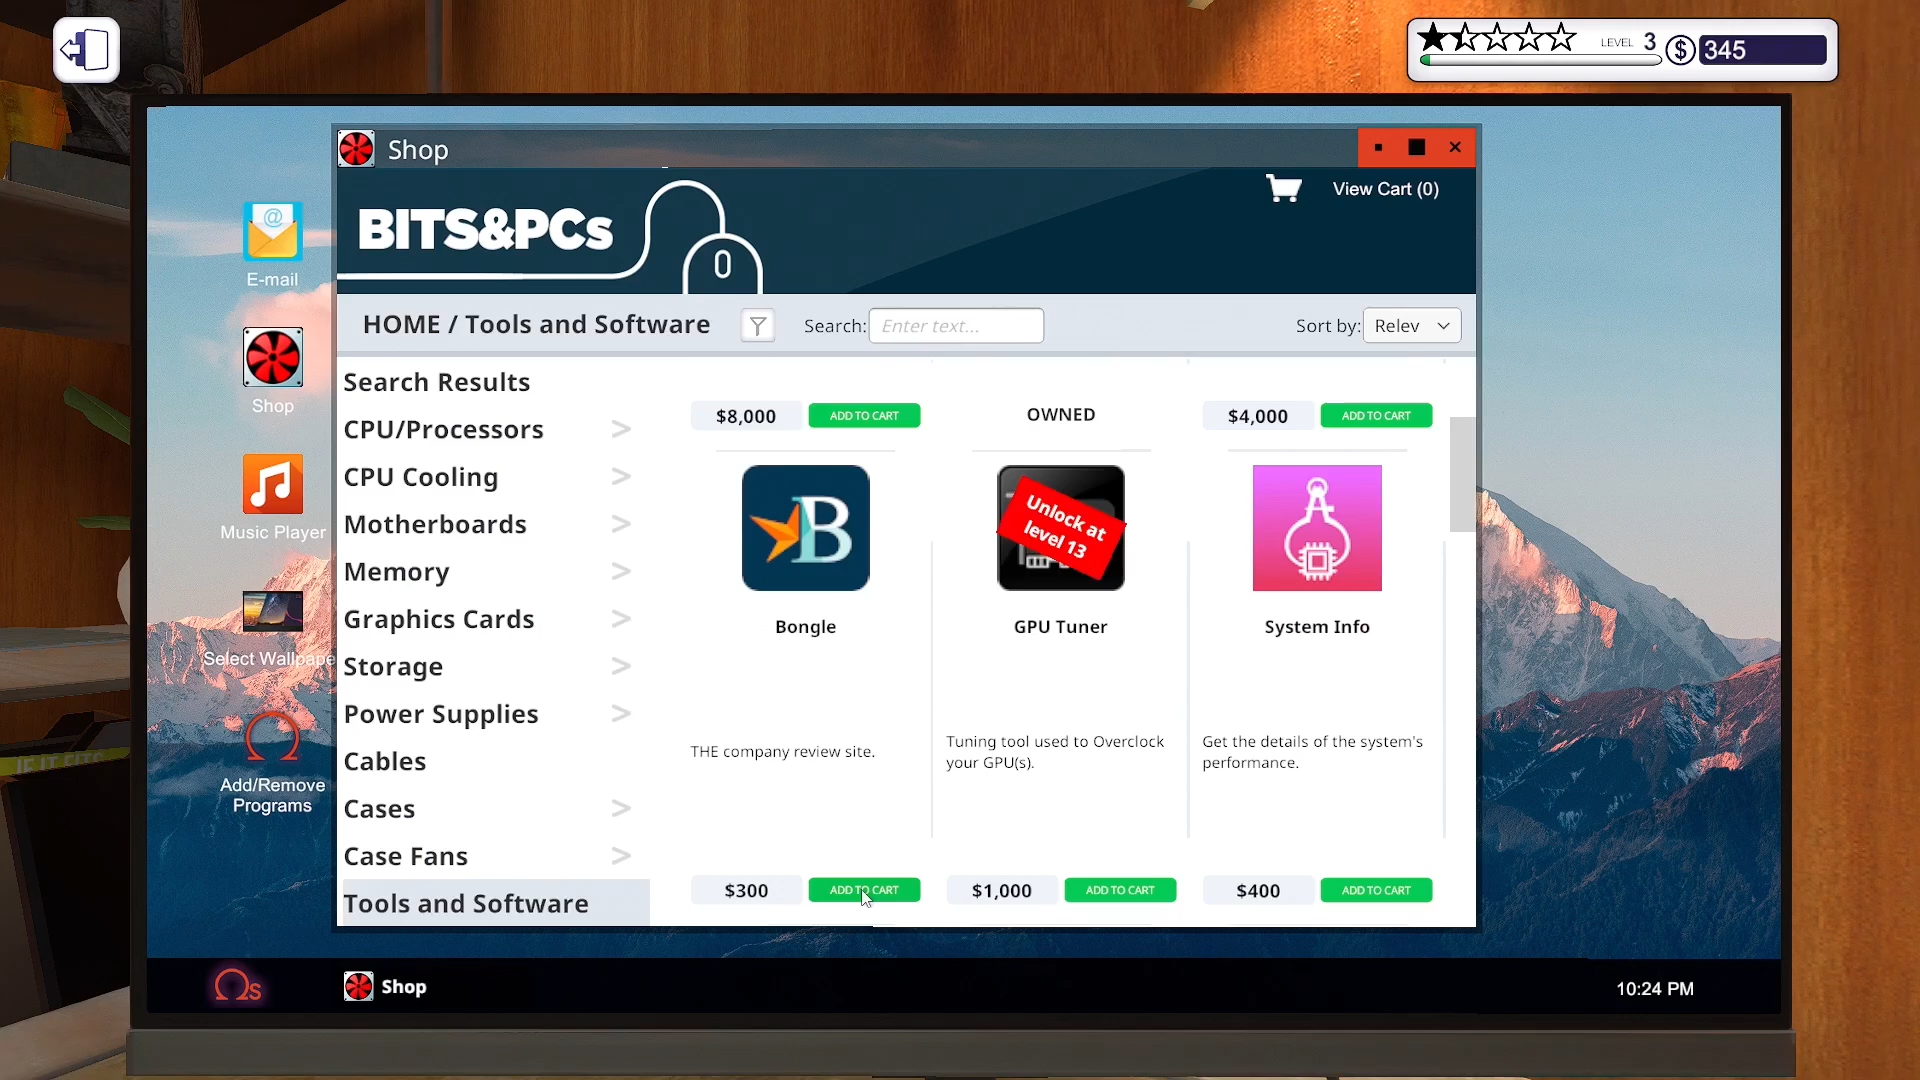 LEVEL 3 $ 345
Shop
View Cart (0)
BITS&PCs
HOME / Tools and Software
Search:
Enter text...
Sort by:
Relev
@
E-mail
Shop
Music Player
Select Wallpape
Add/Remove
Programs
Search Results
CPU/Processors >
CPU Cooling >
Motherboards >
Memory >
Graphics Cards >
Storage >
Power Supplies >
Cables
Cases >
Case Fans >
Tools and Software
$8,000 ADD TO CART
OWNED
$4,000 ADD TO CART
B
Bongle
THE company review site.
$300 ADD TO CART
Unlock at
level 13
GPU Tuner
Tuning tool used to Overclock
your GPU(s).
$1,000 ADD TO CART
System Info
Get the details of the system's
performance.
$400 ADD TO CART
IF IT FITS
Ωs
Shop
10:24 PM